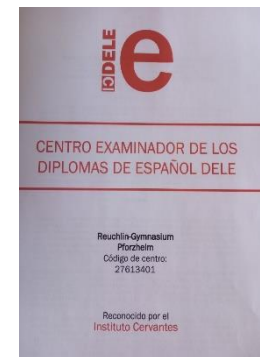 DELE
e
CENTRO EXAMINADOR DE LOS
DIPLOMAS DE ESPAÑOL DELE
Reuchlin-Gymnasium
Pforzheim
Código de centro:
27613401
Reconocido por el
Instituto Cervantes